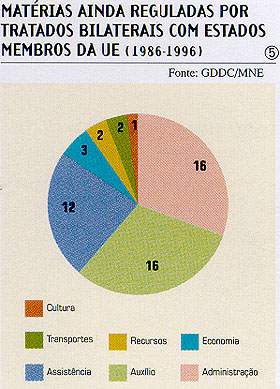 MATÉRIAS AINDA REGULADAS POR
TRATADOS BILATERAIS COM ESTADOS
MEMBROS DA UE (1986-1996)
5
Fonte: GDDC/MNE
1
2
2
3
16
12
16
Cultura
Transportes
Recursos
Economia
Assistência
Auxílio
Administração